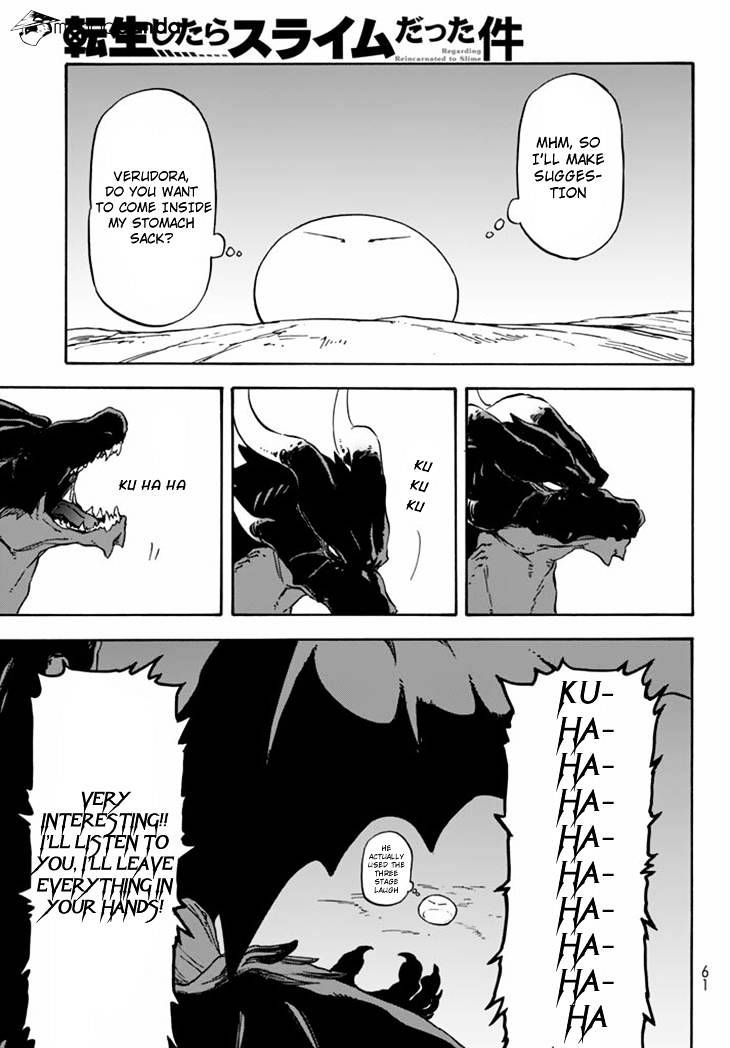 転生したらスライムだった件
Regarding
Reincarnated to Slime
MHM, SO
I'LL MAKE
SUGGES-
TION
VERUDORA,
DO YOU WANT
TO COME INSIDE
MY STOMACH
SACK?
KU
KU
KU
KU HA HA
KU-
HA-
HA-
HA-
HA-
HA-
HA-
HA-
HA-
HA
HE
ACTUALLY
USED THE
THREE
STAGE
LAUGH
VERY
INTERESTING!!
I'LL LISTEN TO
YOU, I'LL LEAVE
EVERYTHING IN
YOUR HANDS!
61